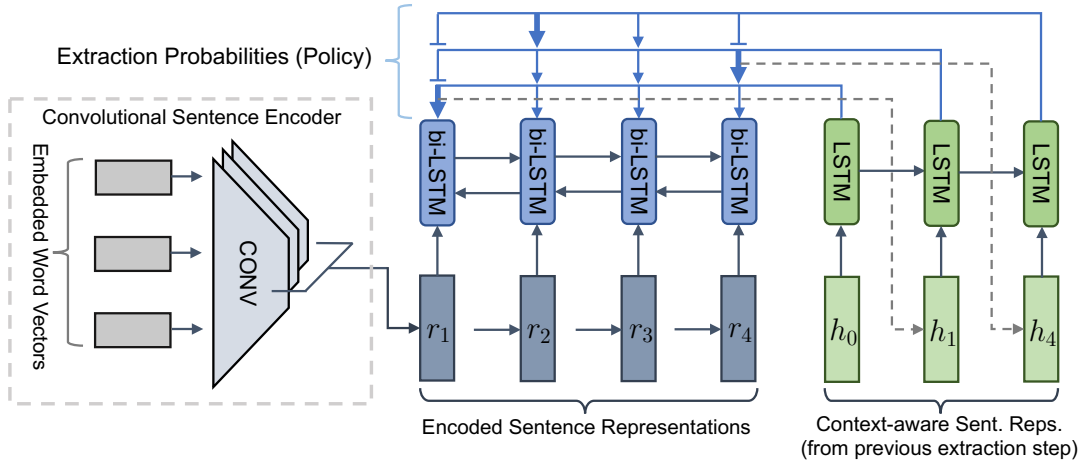 Extraction Probabilities (Policy)
Convolutional Sentence Encoder
Embedded Word Vectors
CONV
bi-LSTM
bi-LSTM
bi-LSTM
bi-LSTM
LSTM
LSTM
LSTM
r1
r2
r3
r4
h0
h1
h4
Encoded Sentence Representations
Context-aware Sent. Reps.
(from previous extraction step)